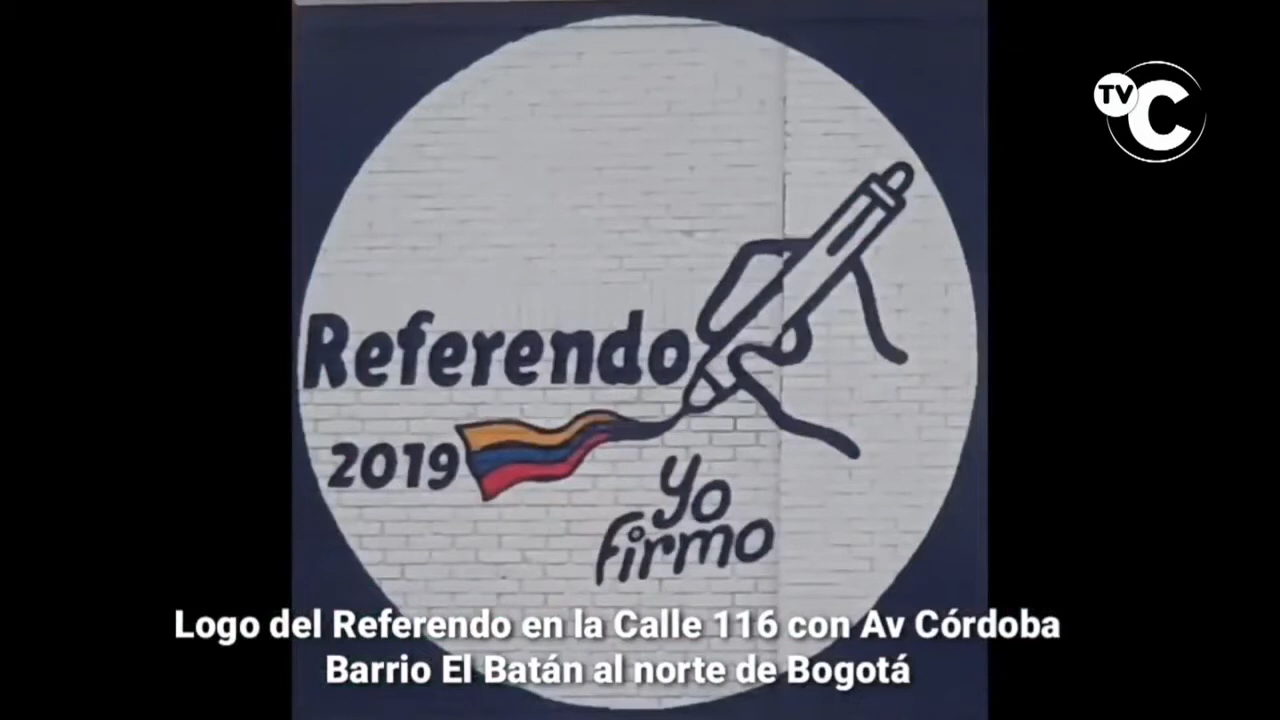 TVC
Referendo
2019
Yo
firmo
Logo del Referendo en la Calle 116 con Av Córdoba
Barrio El Batán al norte de Bogotá